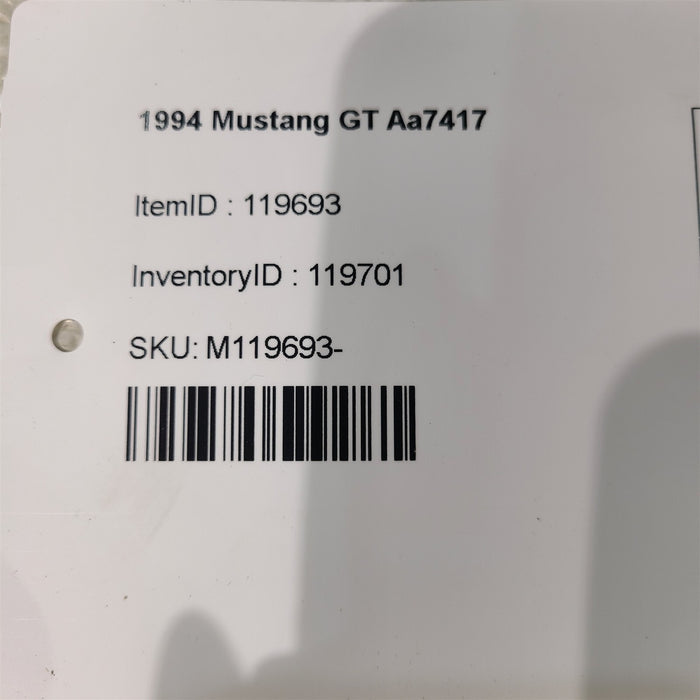 1994 Mustang GT Aa7417
ItemID : 119693
InventoryID : 119701
SKU: M119693-